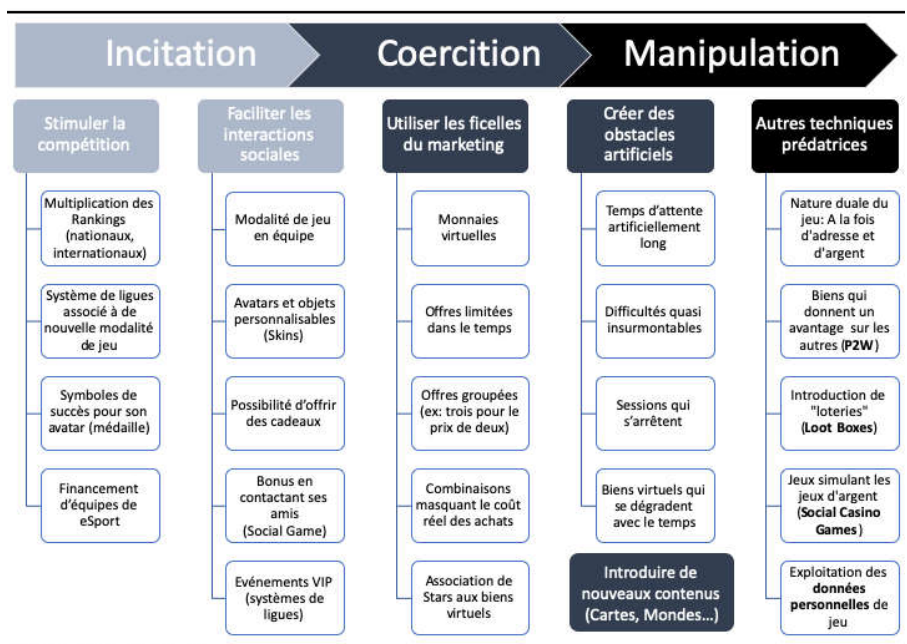 Incitation
Coercition
Manipulation
Stimuler la
compétition
Multiplication des
Rankings
(nationaux,
internationaux)
Système de ligues
associé à de
nouvelle modalité
de jeu
Symboles de
succès pour son
avatar (médaille)
Financement
d'équipes de
eSport
Faciliter les
interactions
sociales
Modalité de jeu
en équipe
Avatars et objets
personnalisables
(Skins)
Possibilité d'offrir
des cadeaux
Bonus en
contactant ses
amis
(Social Game)
Evénements VIP
(systèmes de
ligues)
Utiliser les ficelles
du marketing
Monnaies
virtuelles
Offres limitées
dans le temps
Offres groupées
(ex: trois pour le
prix de deux)
Combinaisons
masquant le coût
réel des achats
Association de
Stars aux biens
virtuels
Créer des
obstacles
artificiels
Temps d'attente
artificiellement
long
Difficultés quasi
insurmontables
Sessions qui
s'arrêtent
Biens virtuels qui
se dégradent
avec le temps
Introduire de
nouveaux contenus
(Cartes, Mondes...)
Autres techniques
prédatrices
Nature duale du
jeu: A la fois
d'adresse et
d'argent
Biens qui
donnent un
avantage sur les
autres (P2W)
Introduction de
"loteries"
(Loot Boxes)
Jeux simulant les
jeux d'argent
(Social Casino
Games)
Exploitation des
données
personnelles de
jeu